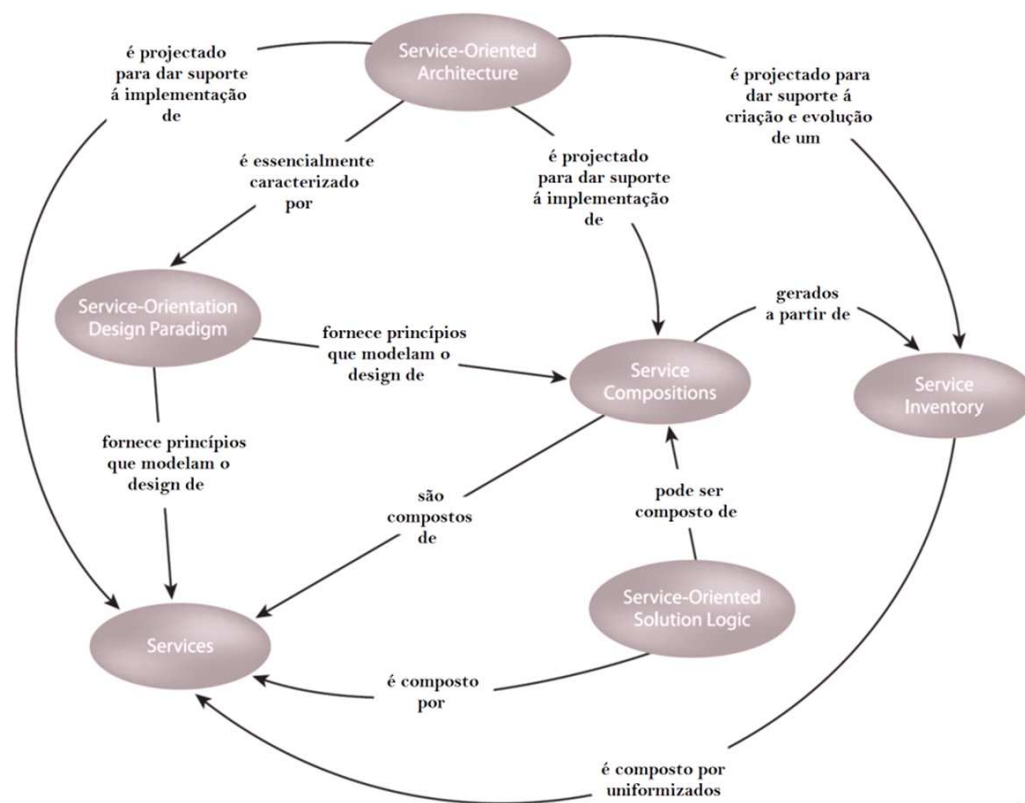 Service-Oriented
Architecture
é projectado
para dar suporte
á implementação
de
é projectado para
dar suporte á
criação e evolução
de um
é essencialmente
caracterizado
por
é projectado
para dar suporte
á implementação
de
Service-Orientation
Design Paradigm
gerados
a partir de
fornece princípios
que modelam o
design de
Service
Compositions
Service
Inventory
fornece princípios
que modelam o
design de
são
compostos
de
pode ser
composto de
Service-Oriented
Solution Logic
Services
é composto
por
é composto por
uniformizados